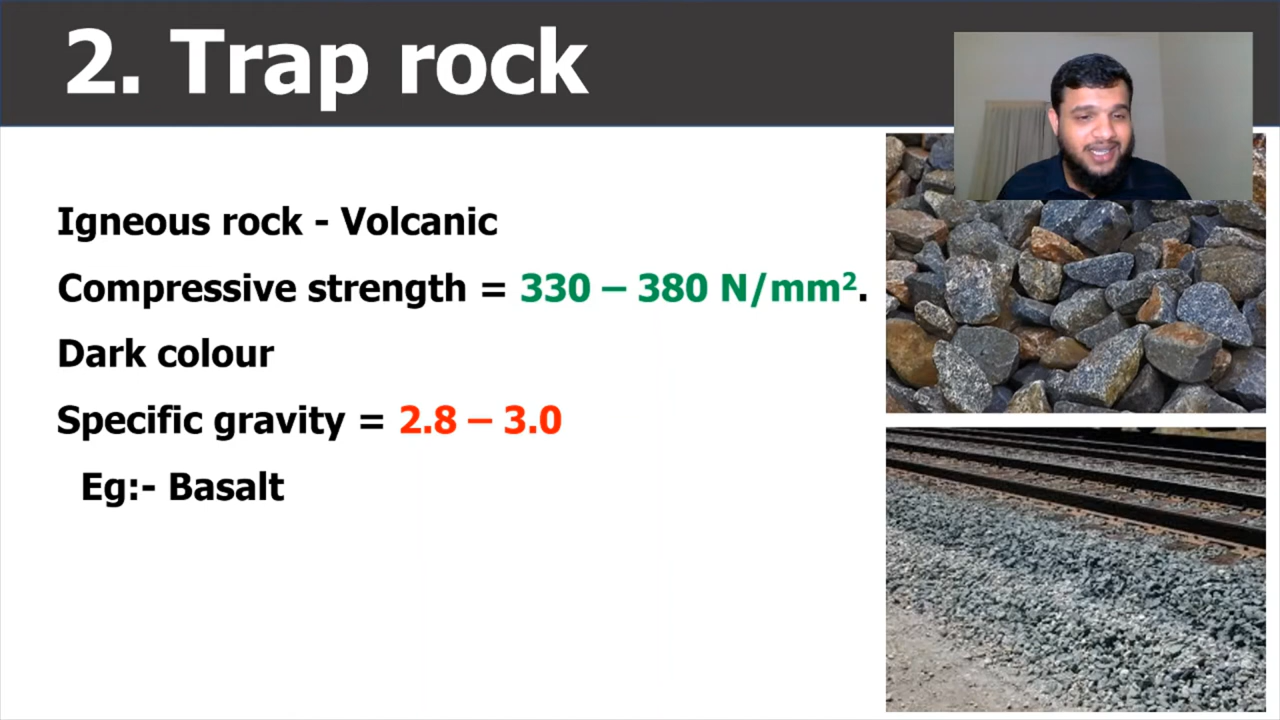 2. Trap rock
Igneous rock - Volcanic
Compressive strength = 330 – 380 N/mm².
Dark colour
Specific gravity = 2.8 – 3.0
Eg:- Basalt